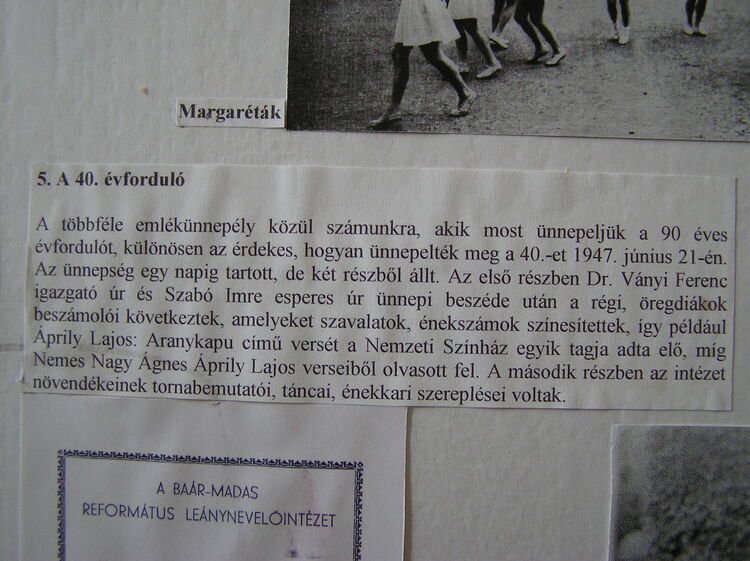 Margaréták
5. A 40. évforduló
A többféle emlékünnepély közül számunkra, akik most ünnepeljük a 90 éves
évfordulót, különösen az érdekes, hogyan ünnepelték meg a 40.-et 1947. június 21-én.
Az ünnepség egy napig tartott, de két részből állt. Az első részben Dr. Ványi Ferenc
igazgató úr és Szabó Imre esperes úr ünnepi beszéde után a régi, öregdiákok
beszámolói következtek, amelyeket szavalatok, énekszámok színesítettek, így például
Áprily Lajos: Aranykapu című versét a Nemzeti Színház egyik tagja adta elő, míg
Nemes Nagy Ágnes Áprily Lajos verseiből olvasott fel. A második részben az intézet
növendékeinek tornabemutatói, táncai, énekkari szereplései voltak.
A BAÁR-MADAS
REFORMÁTUS LEÁNYNEVELŐINTÉZET